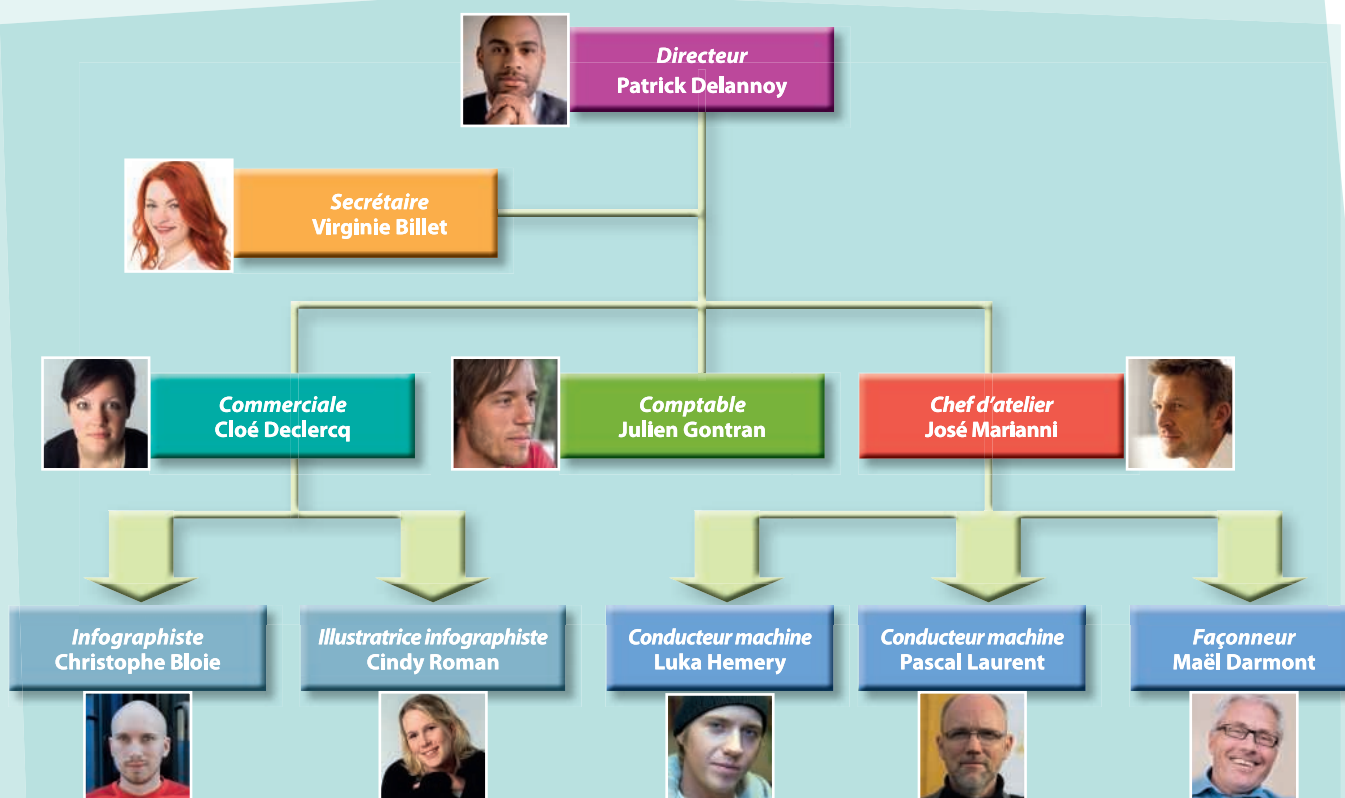 Directeur
Patrick Delannoy
Secrétaire
Virginie Billet
Commerciale
Cloé Declercq
Comptable
Julien Gontran
Chef d'atelier
José Marianni
Infographiste
Christophe Bloie
Illustratrice infographiste
Cindy Roman
Conducteur machine
Luka Hemery
Conducteur machine
Pascal Laurent
Façonneur
Maël Darmont